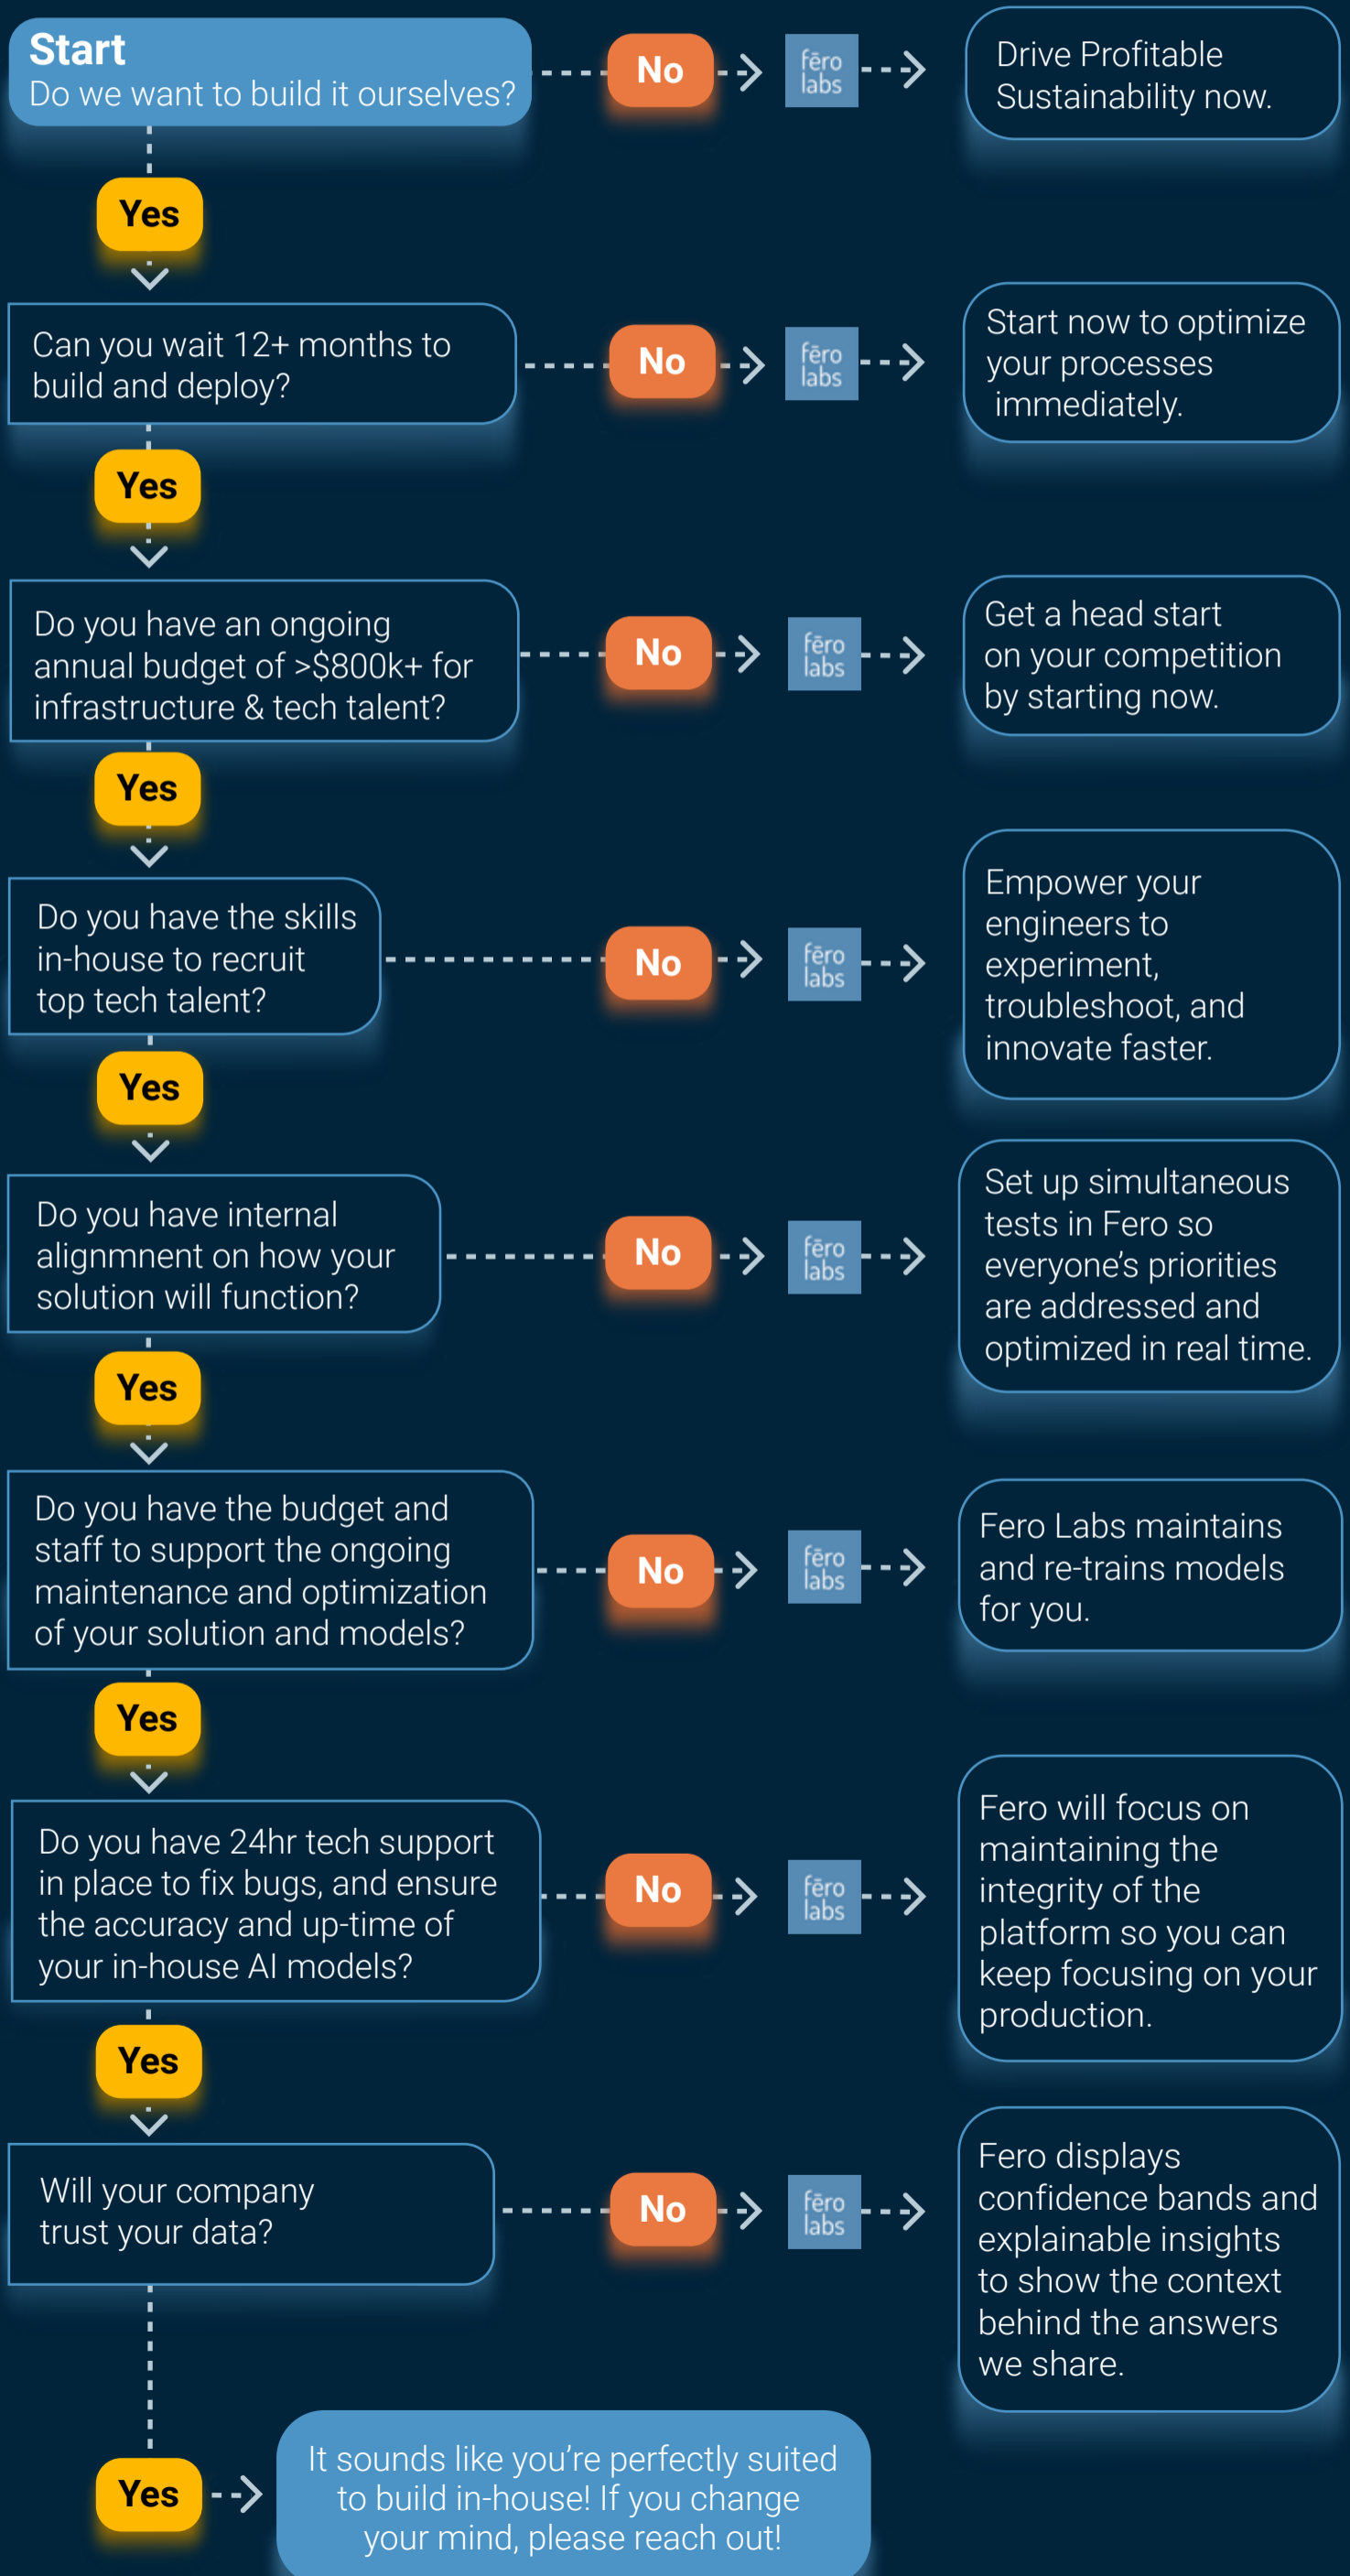 Start
Do we want to build it ourselves?
No
fēro
labs
Drive Profitable
Sustainability now.
Yes
Can you wait 12+ months to
build and deploy?
No
fēro
labs
Start now to optimize
your processes
immediately.
Yes
Do you have an ongoing
annual budget of >$800k+ for
infrastructure & tech talent?
No
fēro
labs
Get a head start
on your competition
by starting now.
Yes
Do you have the skills
in-house to recruit
top tech talent?
No
fēro
labs
Empower your
engineers to
experiment,
troubleshoot, and
innovate faster.
Yes
Do you have internal
alignmnent on how your
solution will function?
No
fēro
labs
Set up simultaneous
tests in Fero so
everyone’s priorities
are addressed and
optimized in real time.
Yes
Do you have the budget and
staff to support the ongoing
maintenance and optimization
of your solution and models?
No
fēro
labs
Fero Labs maintains
and re-trains models
for you.
Yes
Do you have 24hr tech support
in place to fix bugs, and ensure
the accuracy and up-time of
your in-house AI models?
No
fēro
labs
Fero will focus on
maintaining the
integrity of the
platform so you can
keep focusing on your
production.
Yes
Will your company
trust your data?
No
fēro
labs
Fero displays
confidence bands and
explainable insights
to show the context
behind the answers
we share.
Yes
It sounds like you’re perfectly suited
to build in-house! If you change
your mind, please reach out!